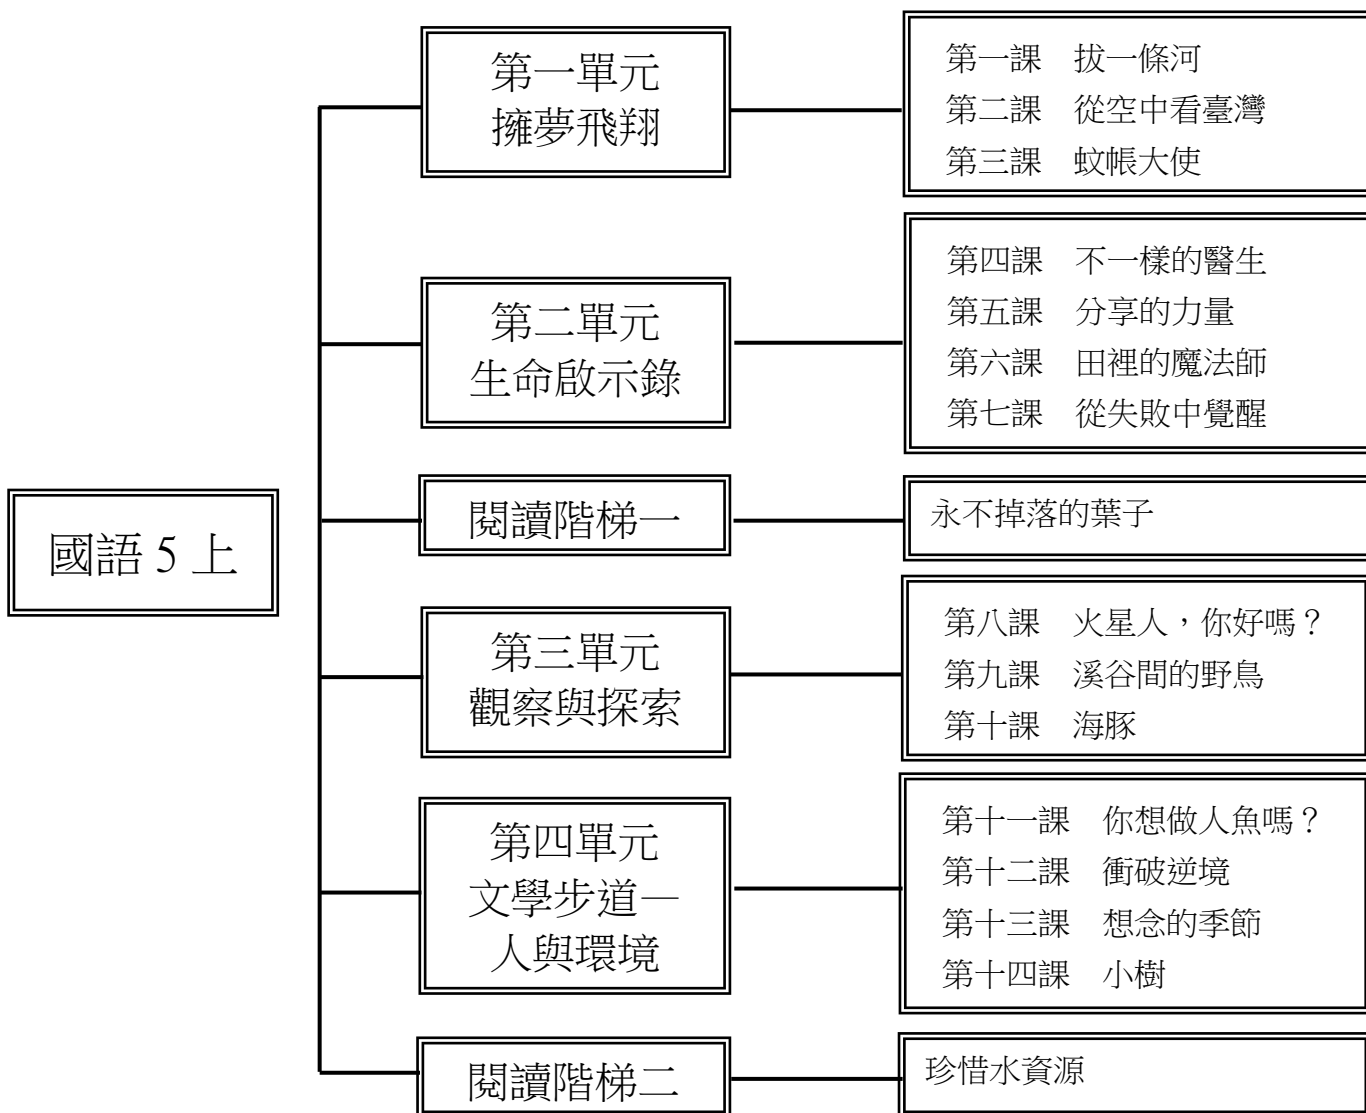 國語 5 上
第一單元
擁夢飛翔
第一課　拔一條河
第二課　從空中看臺灣
第三課　蚊帳大使
第二單元
生命啟示錄
第四課　不一樣的醫生
第五課　分享的力量
第六課　田裡的魔法師
第七課　從失敗中覺醒
閱讀階梯一
永不掉落的葉子
第三單元
觀察與探索
第八課　火星人，你好嗎？
第九課　溪谷間的野鳥
第十課　海豚
第四單元
文學步道—
人與環境
第十一課　你想做人魚嗎？
第十二課　衝破逆境
第十三課　想念的季節
第十四課　小樹
閱讀階梯二
珍惜水資源